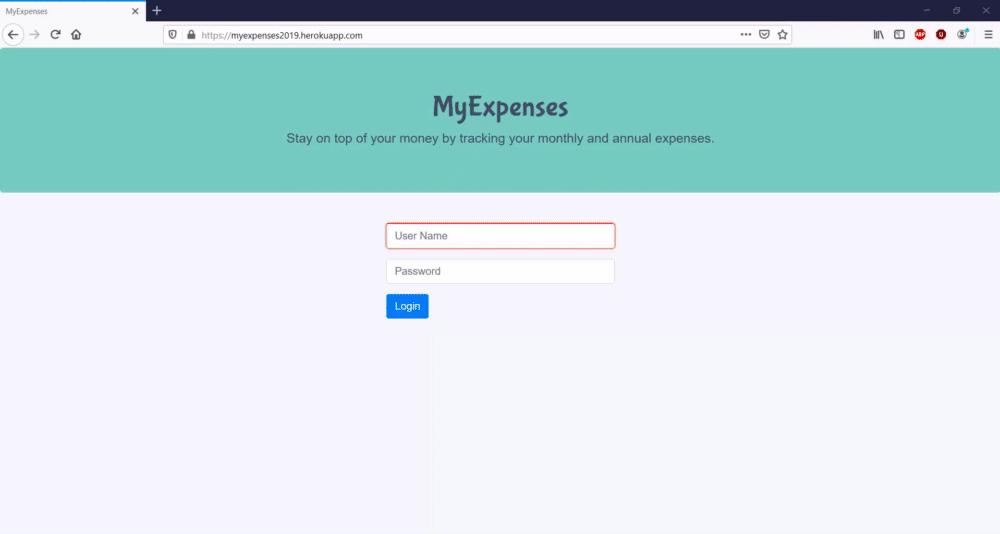 MyExpenses
https://myexpenses2019.herokuapp.com
MyExpenses
Stay on top of your money by tracking your monthly and annual expenses.
User Name
Password
Login